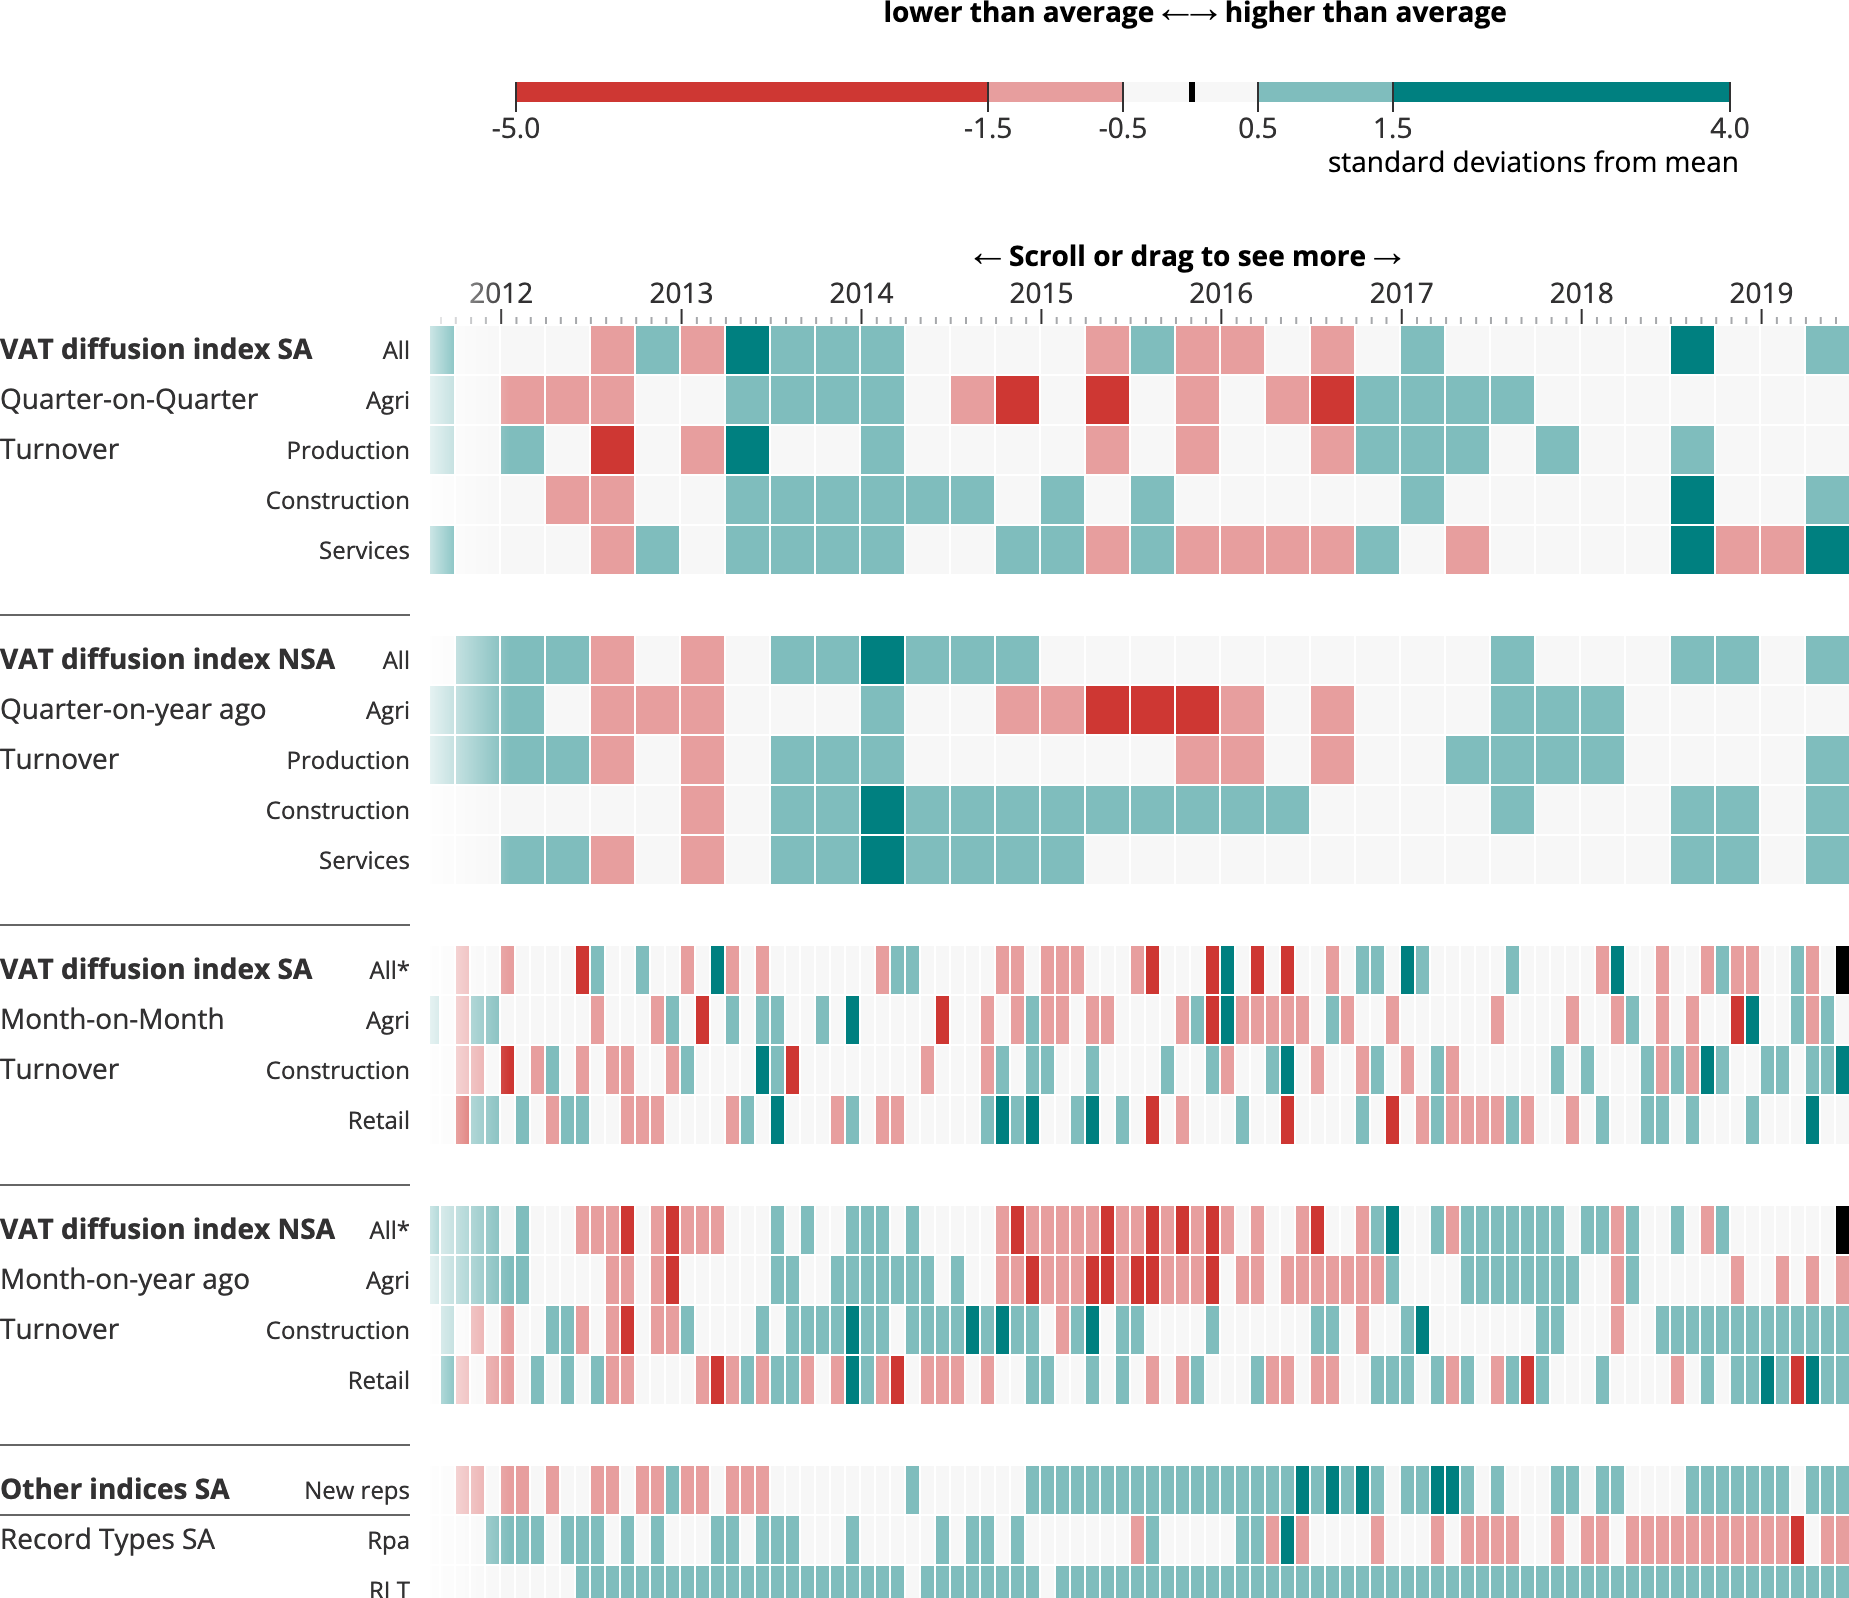 lower than average ←→ higher than average
-5.0 -1.5 -0.5 0.5 1.5 4.0
standard deviations from mean
← Scroll or drag to see more →
2012 2013 2014 2015 2016 2017 2018 2019
VAT diffusion index SA All
Quarter-on-Quarter Agri
Turnover Production
Construction
Services
VAT diffusion index NSA All
Quarter-on-year ago Agri
Turnover Production
Construction
Services
VAT diffusion index SA All*
Month-on-Month Agri
Turnover Construction
Retail
VAT diffusion index NSA All*
Month-on-year ago Agri
Turnover Construction
Retail
Other indices SA New reps
Record Types SA Rpa